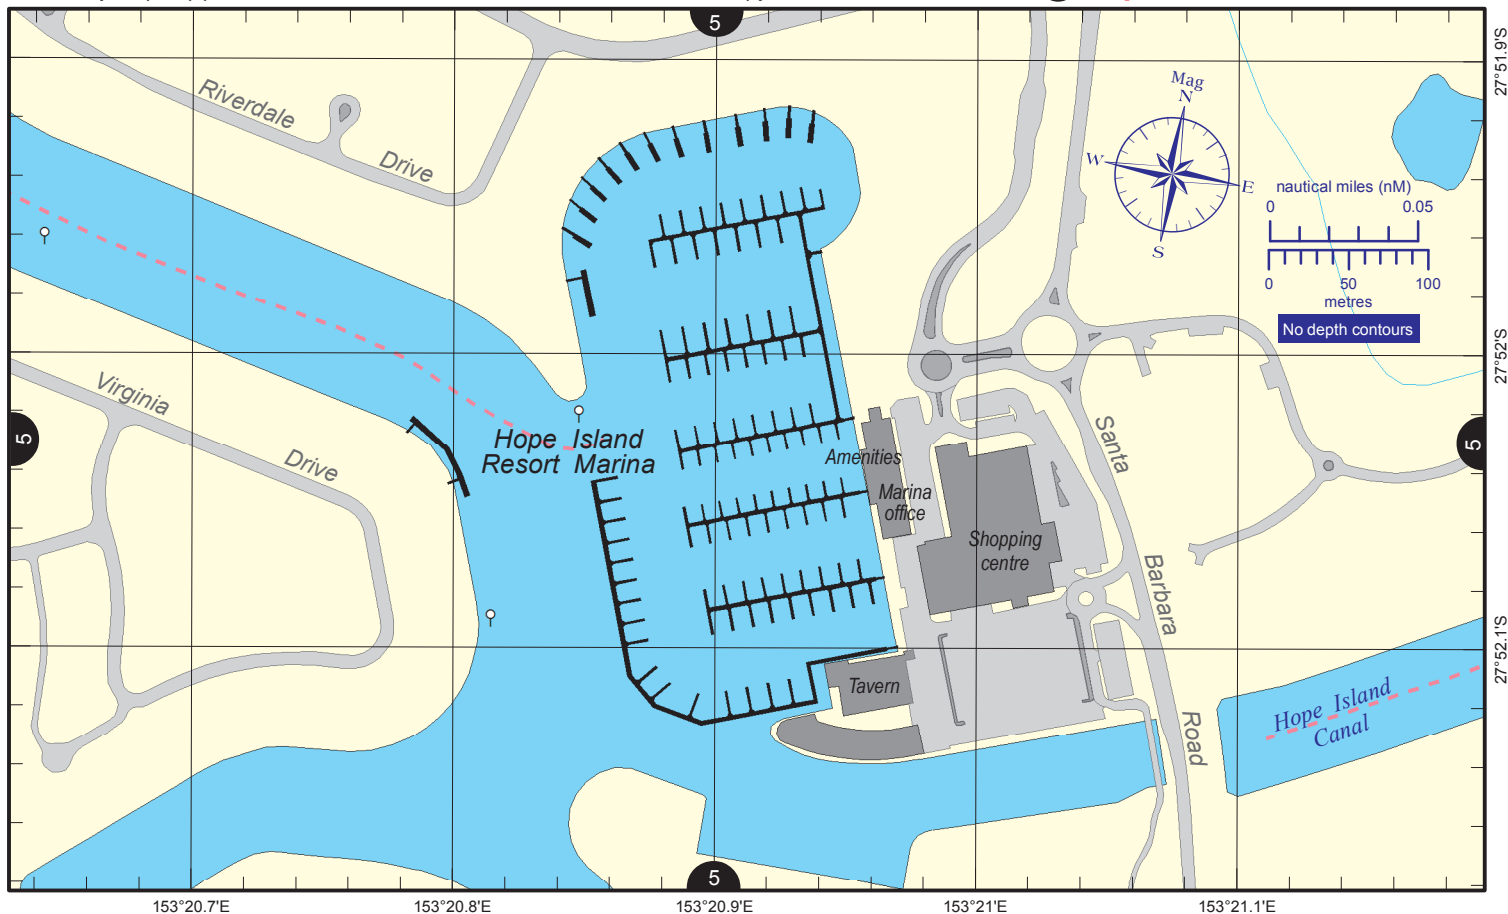 5
27°51.9'S
Riverdale
Drive
Mag
N
W
E
S
nautical miles (nM)
0 0.05
0 50 100
metres
No depth contours
27°52'S
Virginia
Drive
5
Hope Island
Resort Marina
Amenities
Marina
office
Shopping
centre
Santa
Barbara
Road
5
27°52.1'S
Tavern
Hope Island
Canal
5
153°20.7'E 153°20.8'E 153°20.9'E 153°21'E 153°21.1'E